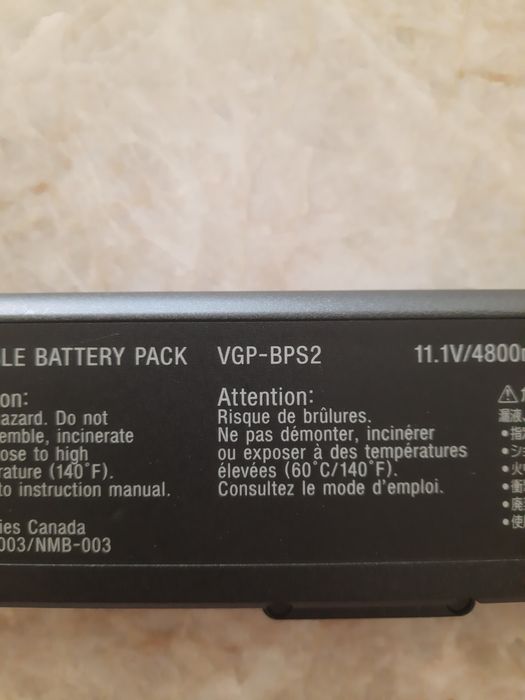 LE BATTERY PACK VGP-BPS2 11.1V/4800
on:
azard. Do not
emble, incinerate
ose to high
rature (140°F).
to instruction manual.
ies Canada
003/NMB-003
Attention:
Risque de brûlures.
Ne pas démonter, incinérer
ou exposer à des températures
élevées (60°C/140°F).
Consultez le mode d'emploi.